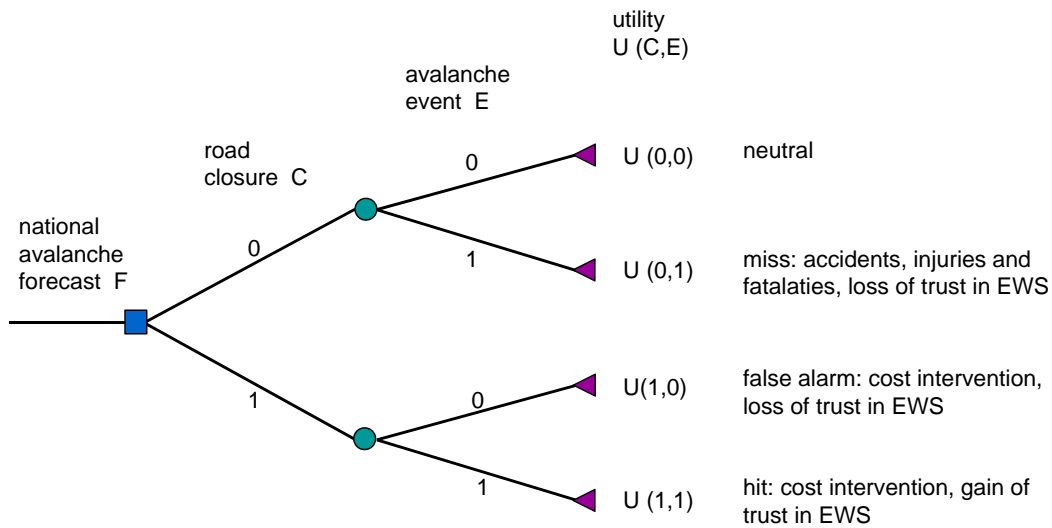 utility
U (C,E)
avalanche
event E
road
closure C
national
avalanche
forecast F
0
1
0
1
0
1
U (0,0)
neutral
U (0,1)
miss: accidents, injuries and
fatalaties, loss of trust in EWS
U(1,0)
false alarm: cost intervention,
loss of trust in EWS
U (1,1)
hit: cost intervention, gain of
trust in EWS